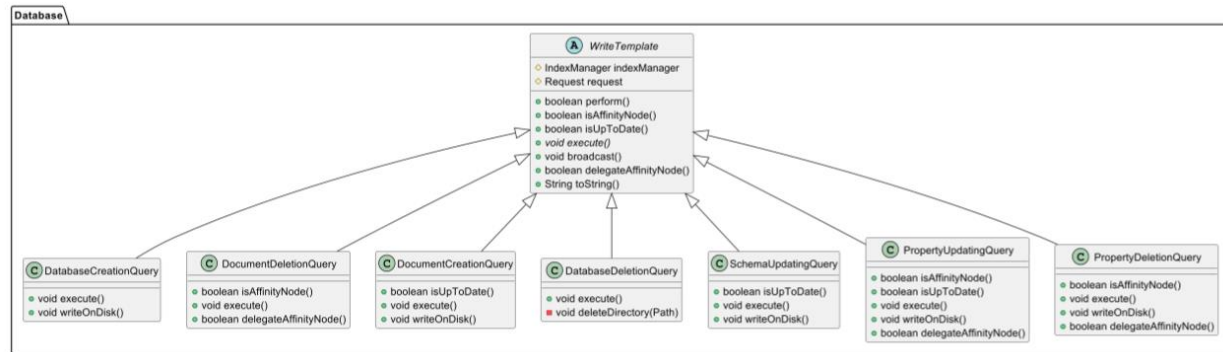 Database
A WriteTemplate
IndexManager indexManager
Request request
boolean perform()
boolean isAffinityNode()
boolean isUpToDate()
void execute()
void broadcast()
boolean delegateAffinityNode()
String toString()
C DatabaseCreationQuery
void execute()
void writeOnDisk()
C DocumentDeletionQuery
boolean isAffinityNode()
void execute()
boolean delegateAffinityNode()
C DocumentCreationQuery
boolean isUpToDate()
void execute()
void writeOnDisk()
C DatabaseDeletionQuery
void execute()
void deleteDirectory(Path)
C SchemaUpdatingQuery
boolean isUpToDate()
void execute()
void writeOnDisk()
C PropertyUpdatingQuery
boolean isAffinityNode()
boolean isUpToDate()
void execute()
void writeOnDisk()
boolean delegateAffinityNode()
C PropertyDeletionQuery
boolean isAffinityNode()
void execute()
void writeOnDisk()
boolean delegateAffinityNode()